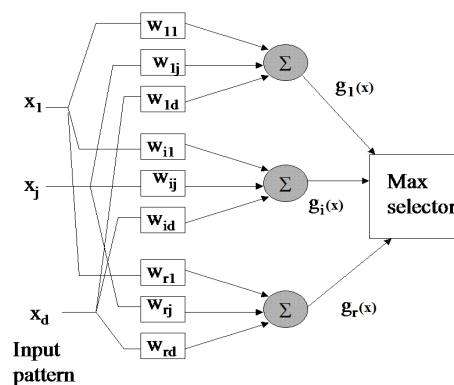 w11
w1j
w1d
x1
wi1
wij
wid
xj
wr1
wrj
wrd
xd
Input
pattern
Σ
g1(x)
Σ
gi(x)
Σ
gr(x)
Max
selector